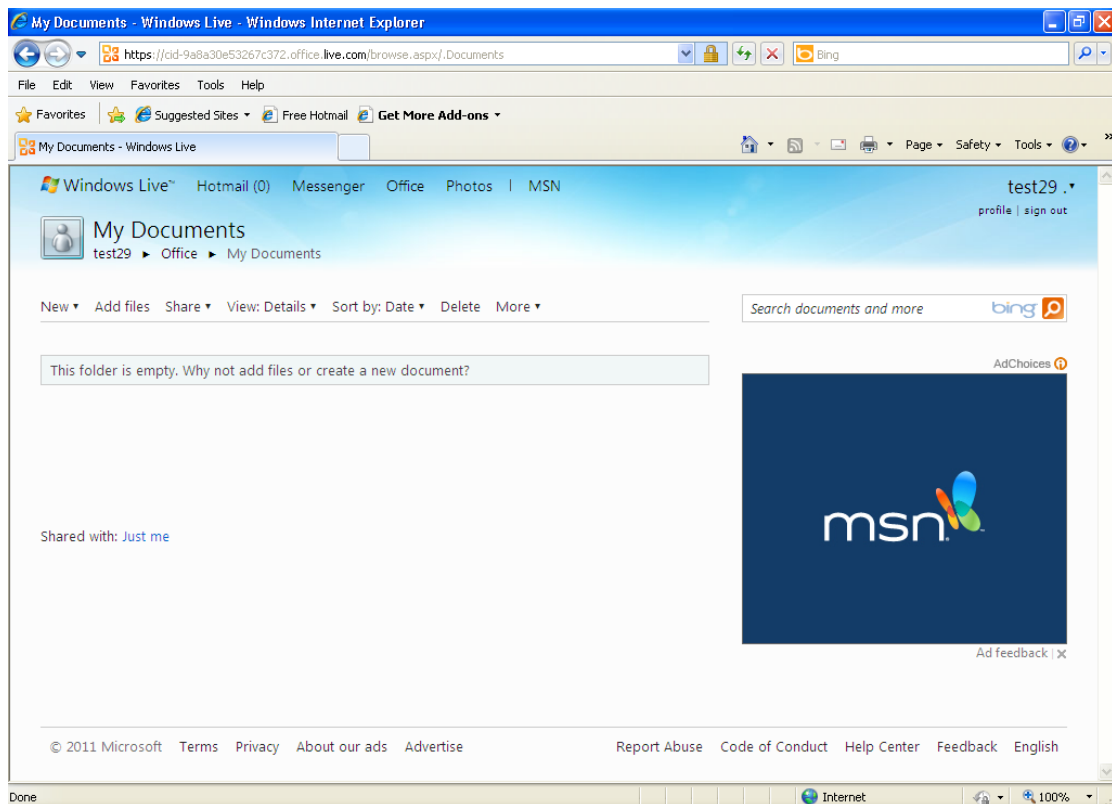 My Documents - Windows Live - Windows Internet Explorer
https://cid-9a8a30e53267c372.office.live.com/browse.aspx/.Documents
Bing
File Edit View Favorites Tools Help
Favorites Suggested Sites Free Hotmail Get More Add-ons
My Documents - Windows Live Page Safety Tools
Windows Live™ Hotmail (0) Messenger Office Photos | MSN test29 .
profile | sign out
My Documents
test29 ► Office ► My Documents
New Add files Share View: Details Sort by: Date Delete More
Search documents and more bing
AdChoices
This folder is empty. Why not add files or create a new document?
msn
Shared with: Just me
Ad feedback | x
© 2011 Microsoft Terms Privacy About our ads Advertise Report Abuse Code of Conduct Help Center Feedback English
Done Internet 100%